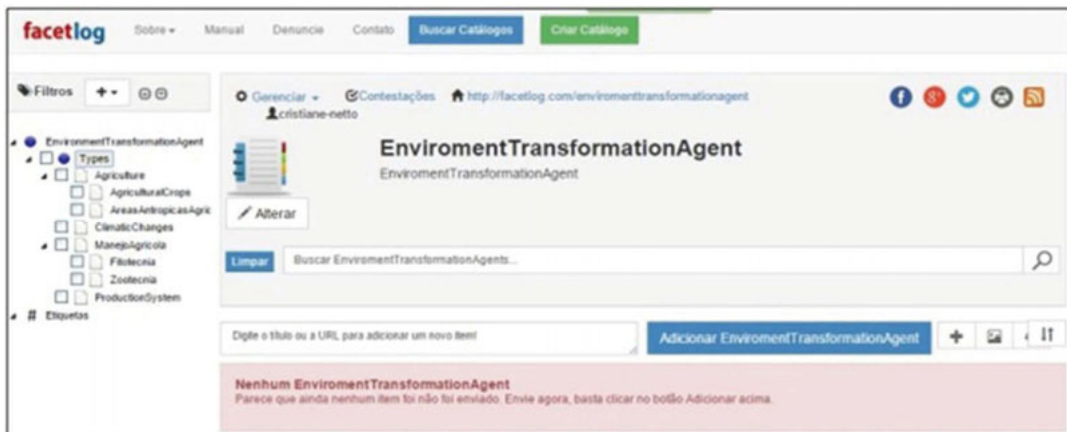 facetlog Sobre Manual Denuncie Contato Buscar Catálogos Criar Catálogo
Filtros
Gerenciar Contestações http://facetlog.com/enviromenttransformationagent
cristiane-netto
EnvironmentTransformationAgent
Types
Agriculture
AgriculturalCrops
AreasAntropicasAgric
ClimaticChanges
ManejoAgricola
Fitotecnia
Zootecnia
ProductionSystem
# Etiquetas
EnviromentTransformationAgent
EnviromentTransformationAgent
Alterar
Limpar Buscar EnviromentTransformationAgents...
Digite o título ou a URL para adicionar um novo item! Adicionar EnviromentTransformationAgent
Nenhum EnviromentTransformationAgent
Parece que ainda nenhum item foi não foi enviado. Envie agora, basta clicar no botão Adicionar acima.